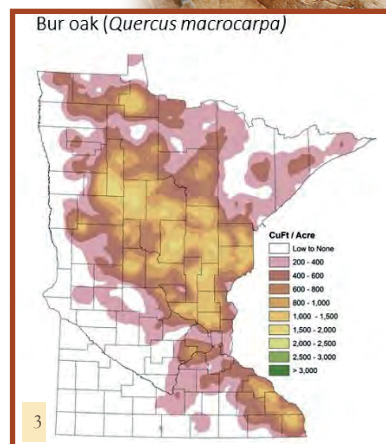 Bur oak (Quercus macrocarpa)
CuFt / Acre
Low to None
200 - 400
400 - 600
600 - 800
800 - 1,000
1,000 - 1,500
1,500 - 2,000
2,000 - 2,500
2,500 - 3,000
> 3,000
3